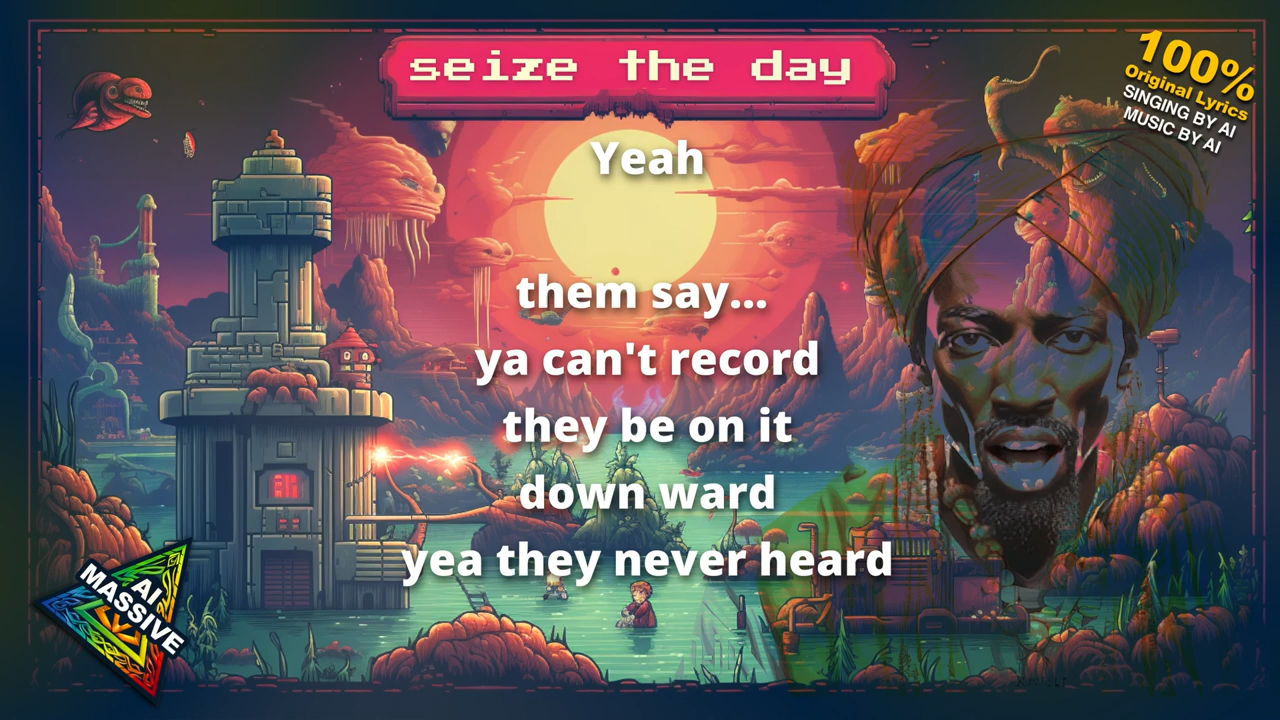 seize the day
100%
Original Lyrics
SINGING BY AI
MUSIC BY AI
Yeah
them say...
ya can't record
they be on it
down ward
yea they never heard
AI
MASSIVE